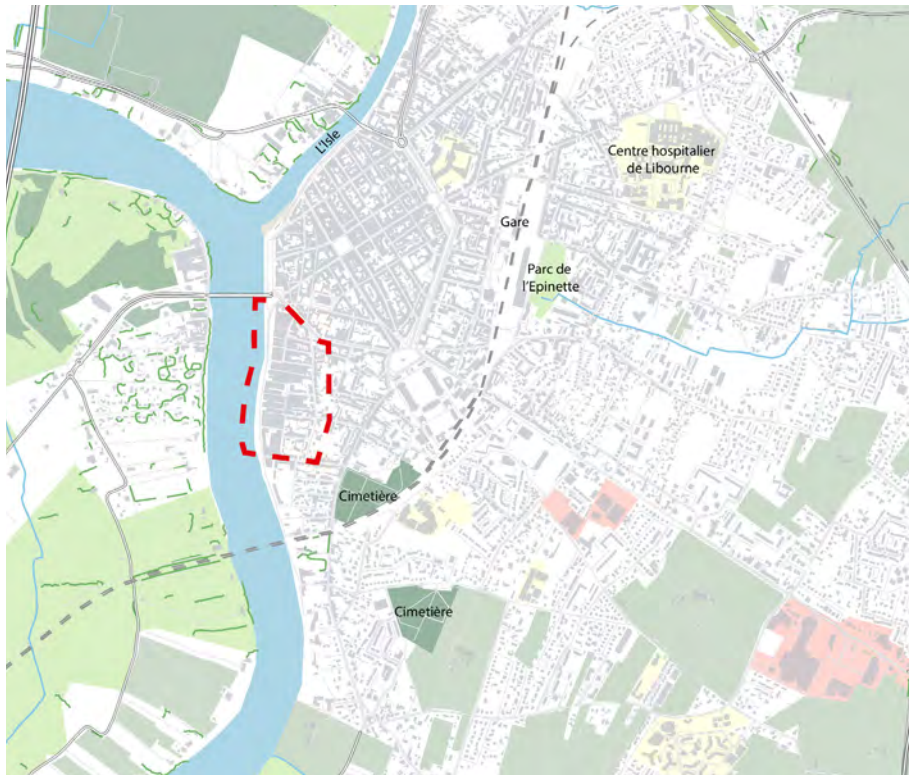 L'Isle
Centre hospitalier
de Libourne
Gare
Parc de
l'Epinette
Cimetière
Cimetière